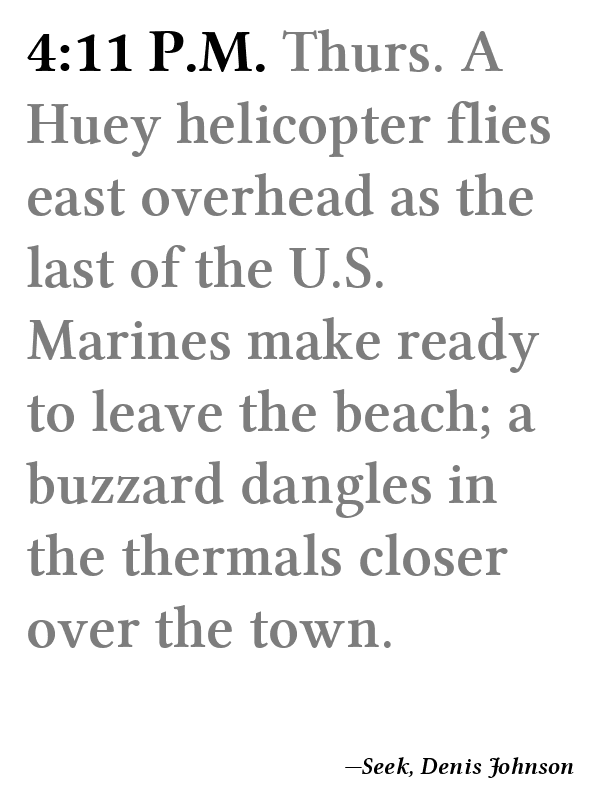 4:11 P.M. Thurs. A
Huey helicopter flies
east overhead as the
last of the U.S.
Marines make ready
to leave the beach; a
buzzard dangles in
the thermals closer
over the town.
—Seek, Denis Johnson